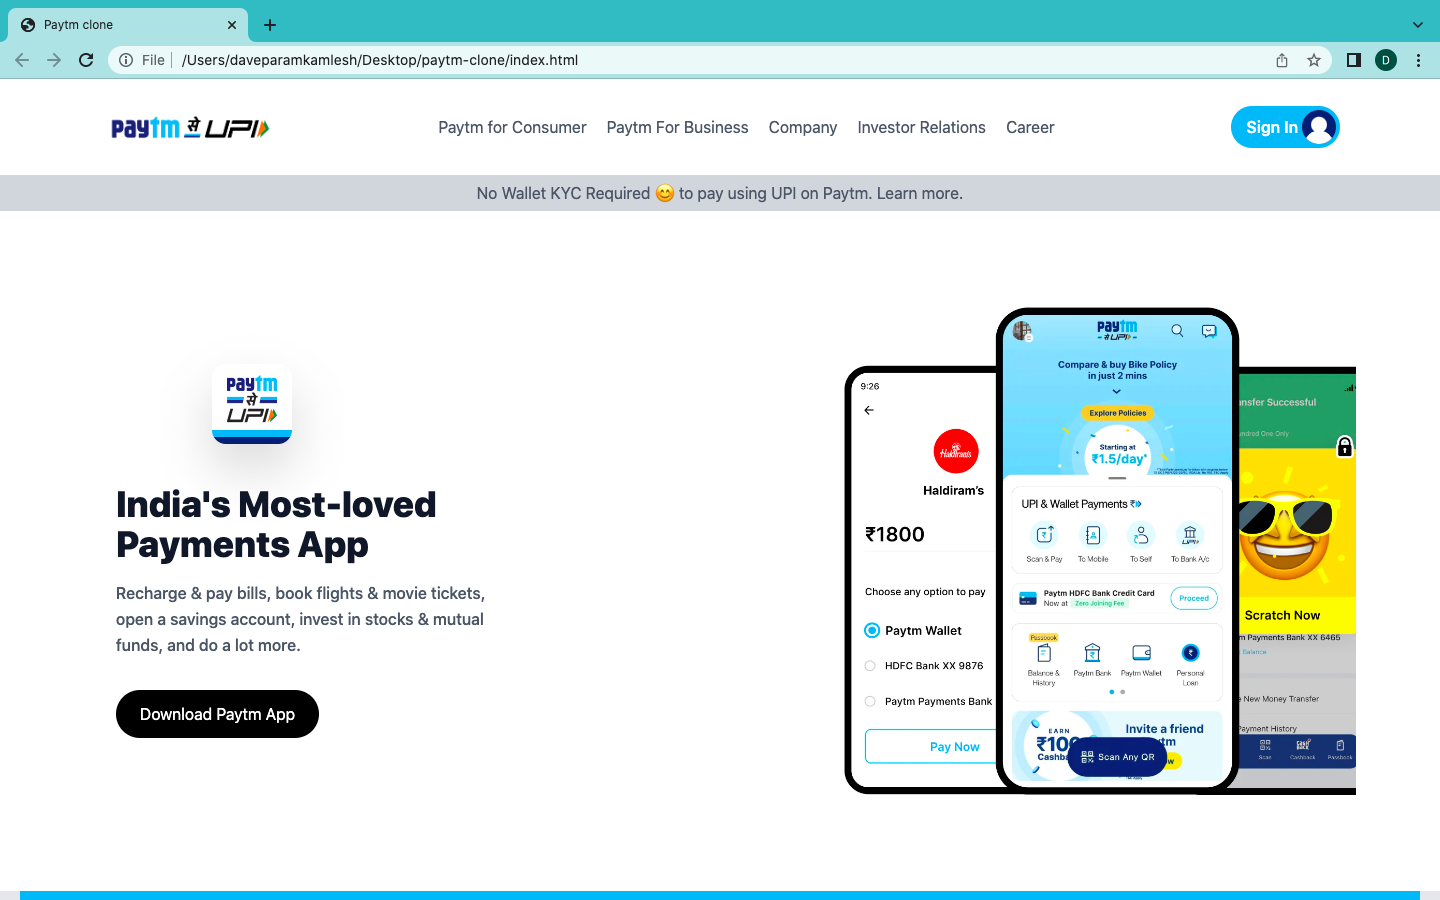 Paytm clone
File
/Users/daveparamkamlesh/Desktop/paytm-clone/index.html
D
paytm से UPI
Paytm for Consumer
Paytm For Business
Company
Investor Relations
Career
Sign In
No Wallet KYC Required 😊 to pay using UPI on Paytm. Learn more.
paytm
से
UPI
India's Most-loved
Payments App
Recharge & pay bills, book flights & movie tickets,
open a savings account, invest in stocks & mutual
funds, and do a lot more.
Download Paytm App
9:26
Haldiram's
Haldiram's
₹1800
Choose any option to pay
Paytm Wallet
HDFC Bank XX 9876
Paytm Payments Bank
Pay Now
paytm
से UPI
Compare & buy Bike Policy
in just 2 mins
Explore Policies
Starting at
₹1.5/day*
UPI & Wallet Payments
Scan & Pay
To Mobile
To Self
To Bank A/c
Paytm HDFC Bank Credit Card
Now at Zero Joining Fee
Proceed
Passbook
Balance &
History
Paytm Bank
Paytm Wallet
Personal
Loan
EARN
₹100
Cashba
Invite a friend
ytm
Scan Any QR
ansfer Successful
Scratch Now
m Payments Bank XX 6465
Balance
e New Money Transfer
Payment History
Scan
Cashback
Passbook